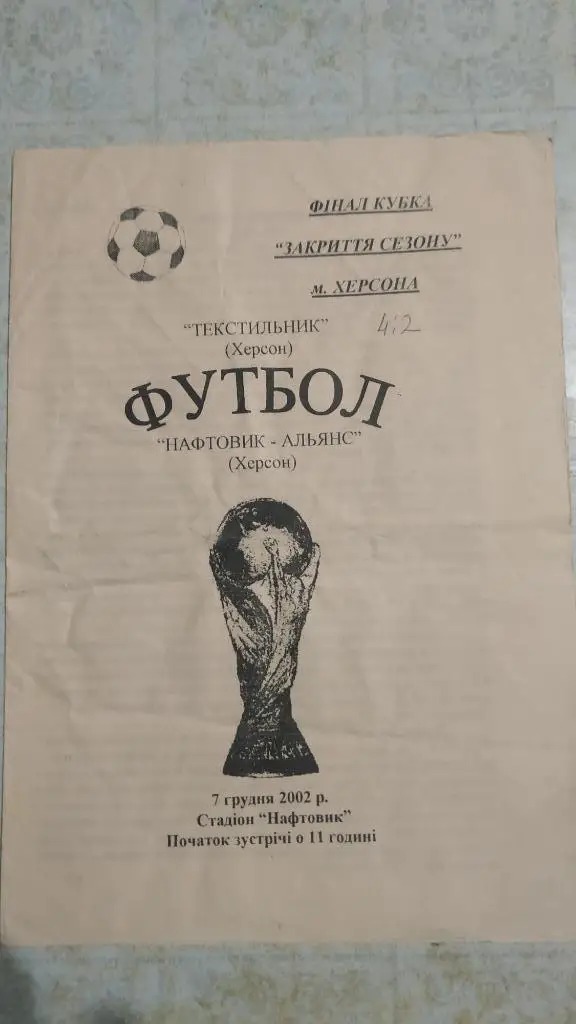 ФІНАЛ КУБКА
“ЗАКРИТТЯ СЕЗОНУ”
м. ХЕРСОНА
“ТЕКСТИЛЬНИК” 4:2
(Херсон)
ФУТБОЛ
“НАФТОВИК - АЛЬЯНС”
(Херсон)
7 грудня 2002 р.
Стадіон “Нафтовик”
Початок зустрічі о 11 годині